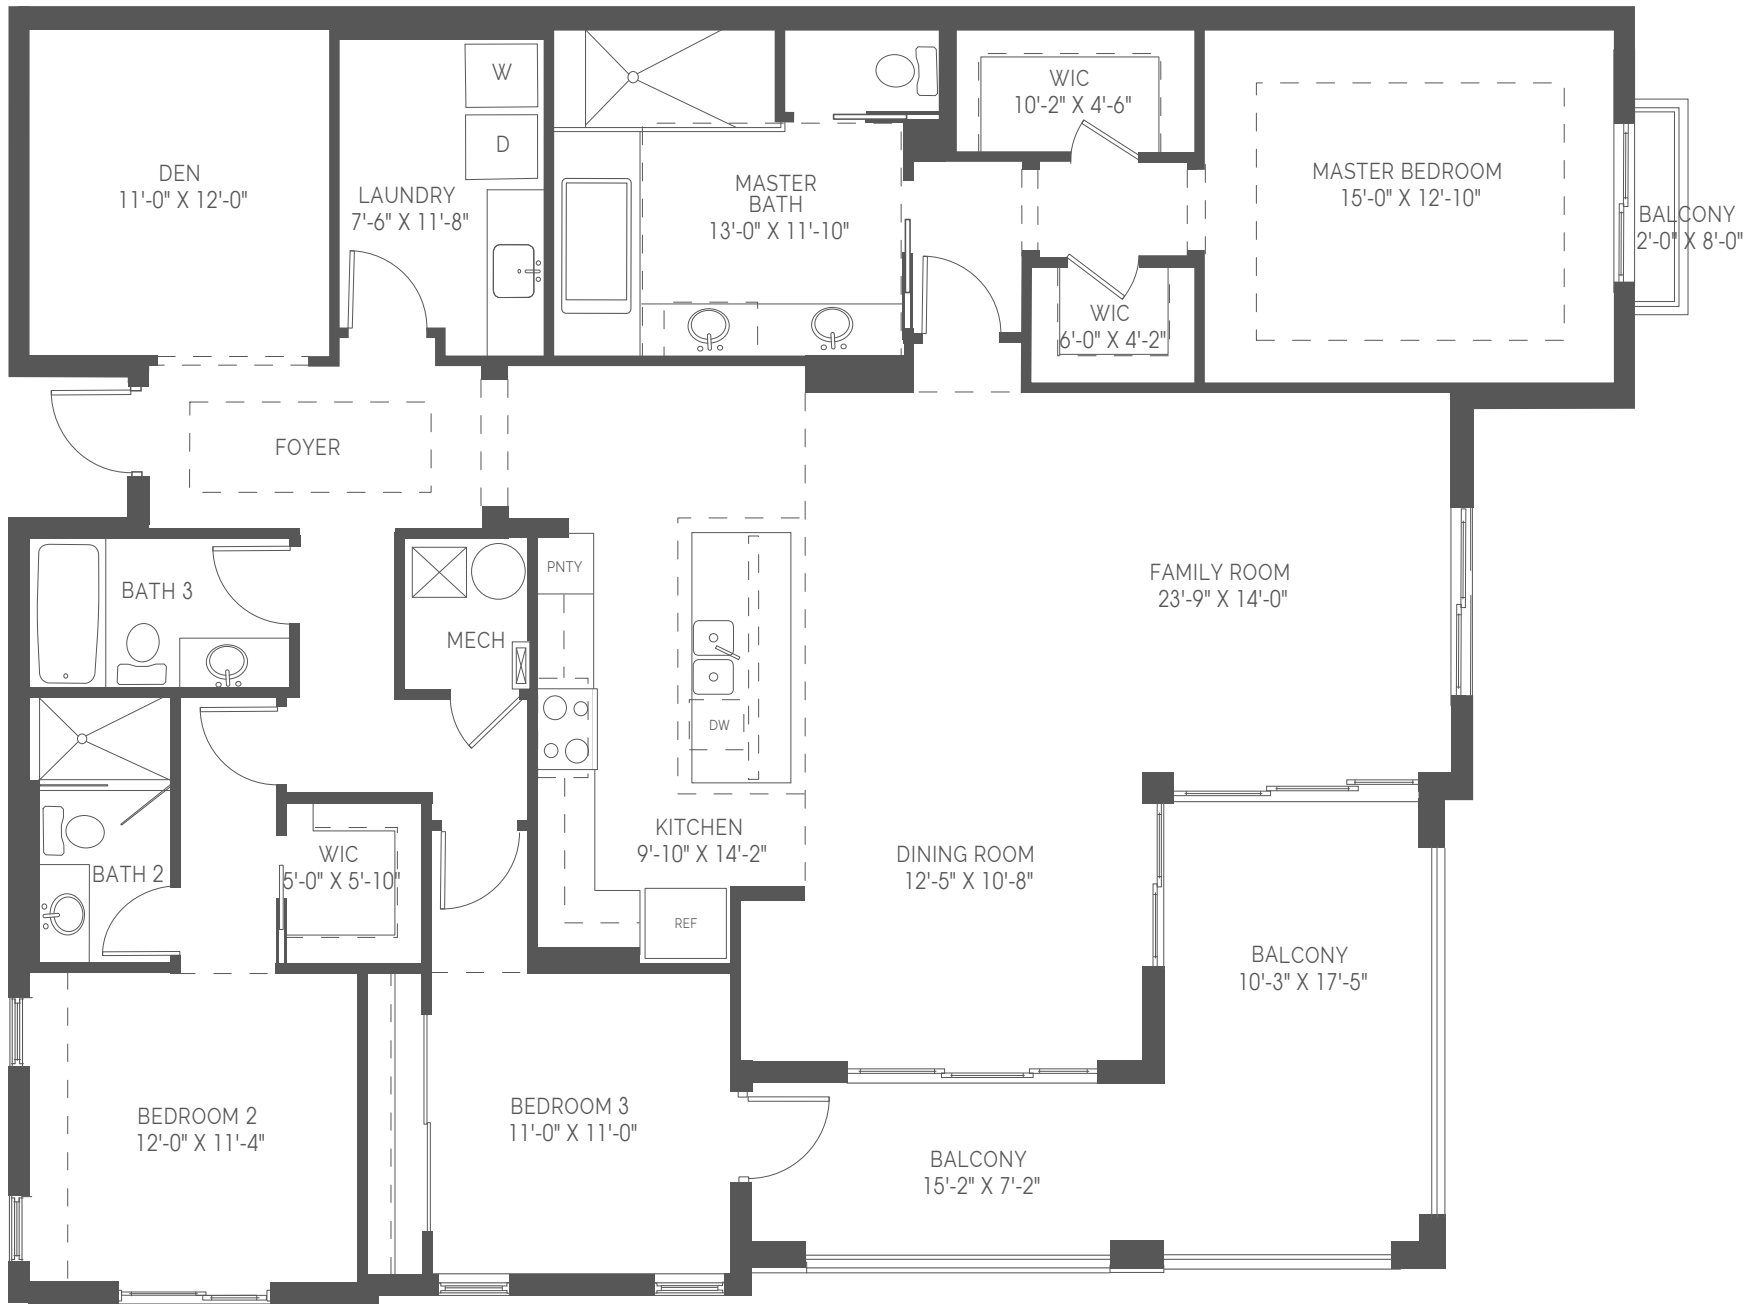 DEN
11'-0" X 12'-0"
LAUNDRY
7'-6" X 11'-8"
W
D
MASTER
BATH
13'-0" X 11'-10"
WIC
10'-2" X 4'-6"
WIC
6'-0" X 4'-2"
MASTER BEDROOM
15'-0" X 12'-10"
BALCONY
2'-0" X 8'-0"
FOYER
BATH 3
MECH
PNTY
DW
FAMILY ROOM
23'-9" X 14'-0"
BATH 2
WIC
5'-0" X 5'-10"
KITCHEN
9'-10" X 14'-2"
REF
DINING ROOM
12'-5" X 10'-8"
BALCONY
10'-3" X 17'-5"
BEDROOM 2
12'-0" X 11'-4"
BEDROOM 3
11'-0" X 11'-0"
BALCONY
15'-2" X 7'-2"